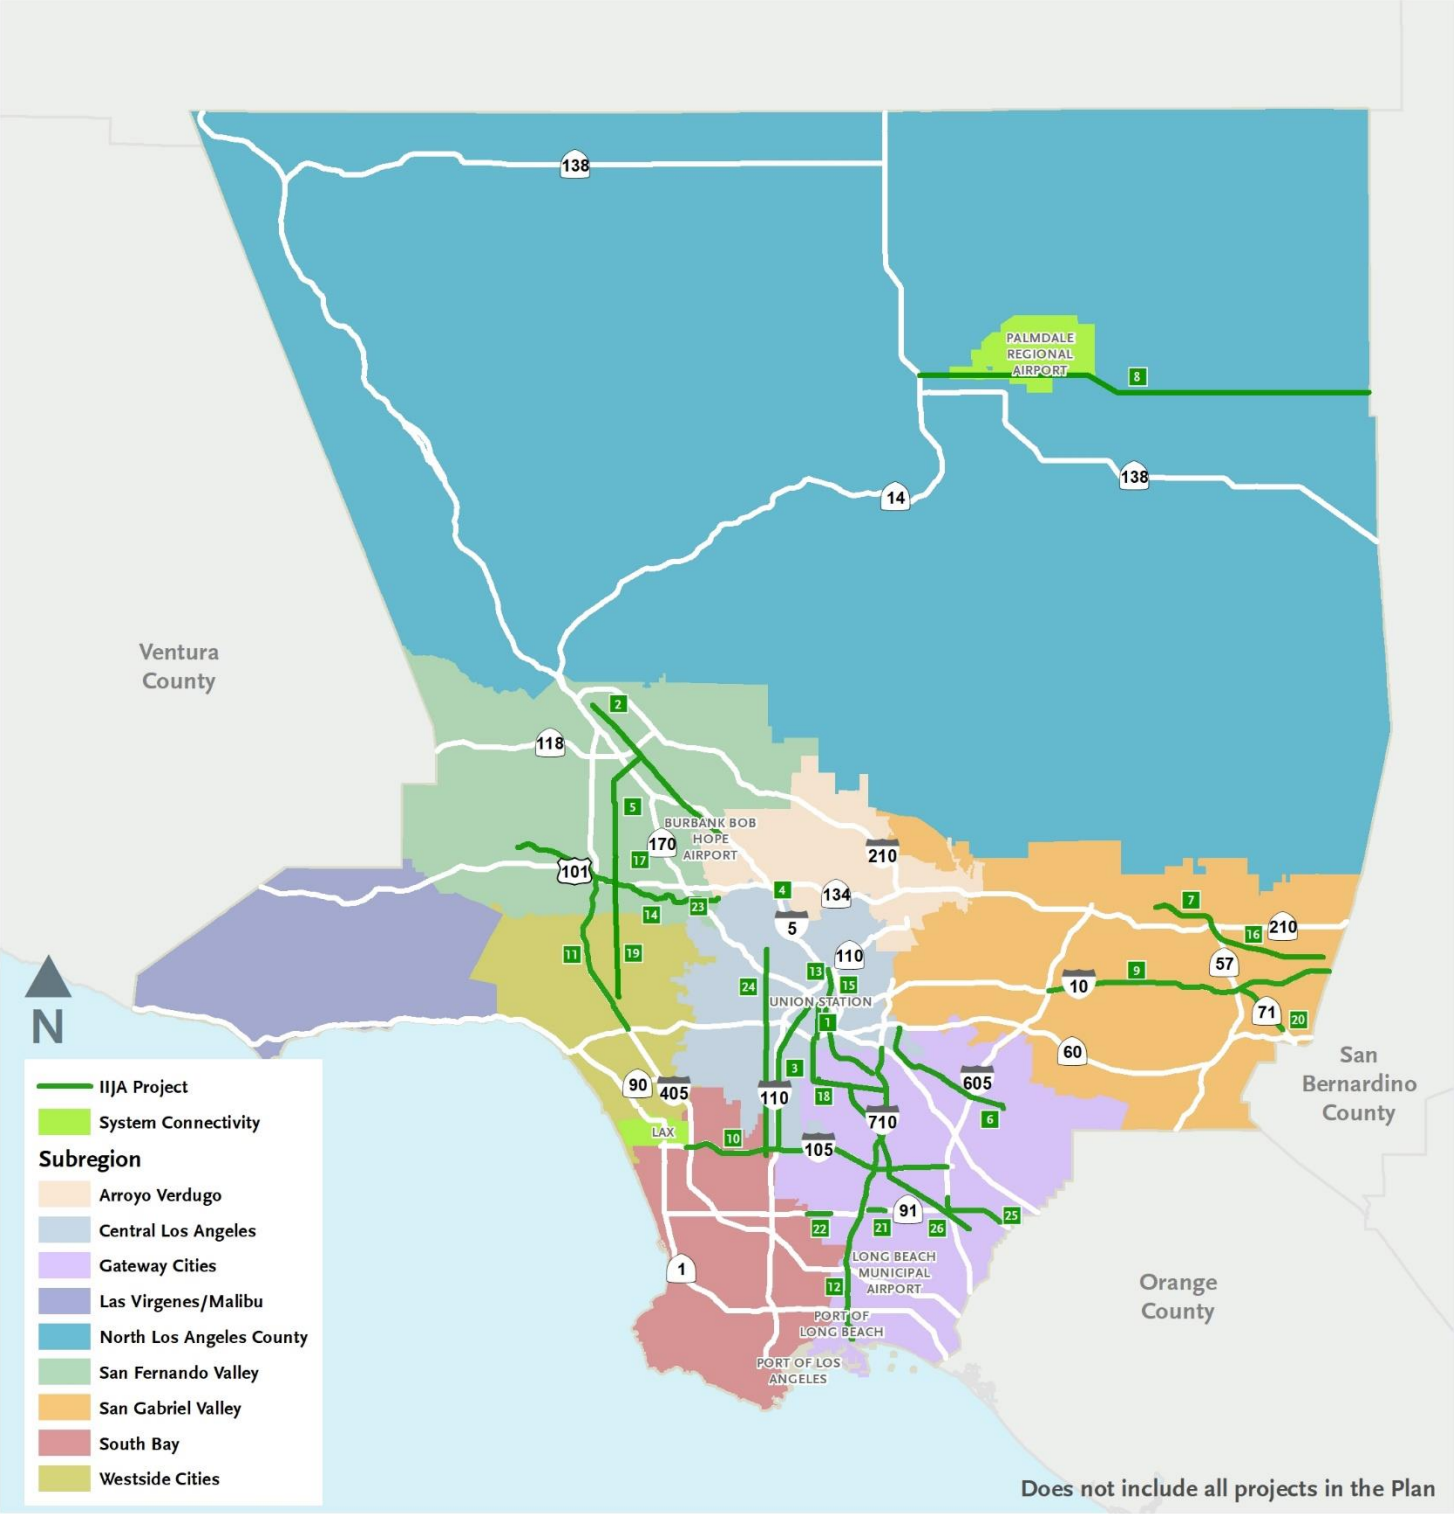 138
PALMDALE
REGIONAL
AIRPORT
8
138
14
Ventura
County
2
118
5
BURBANK BOB
HOPE
AIRPORT
170
17
101
210
4
134
23
14
5
7
16
210
11
19
110
57
13
24
15
9
10
UNION STATION
1
71
20
60
San
Bernardino
County
3
605
90
405
110
18
710
6
LAX
10
105
91
25
22
21
26
1
LONG BEACH
MUNICIPAL
AIRPORT
12
PORT OF
LONG BEACH
PORT OF LOS
ANGELES
Orange
County
N
IIJA Project
System Connectivity
Subregion
Arroyo Verdugo
Central Los Angeles
Gateway Cities
Las Virgenes/Malibu
North Los Angeles County
San Fernando Valley
San Gabriel Valley
South Bay
Westside Cities
Does not include all projects in the Plan